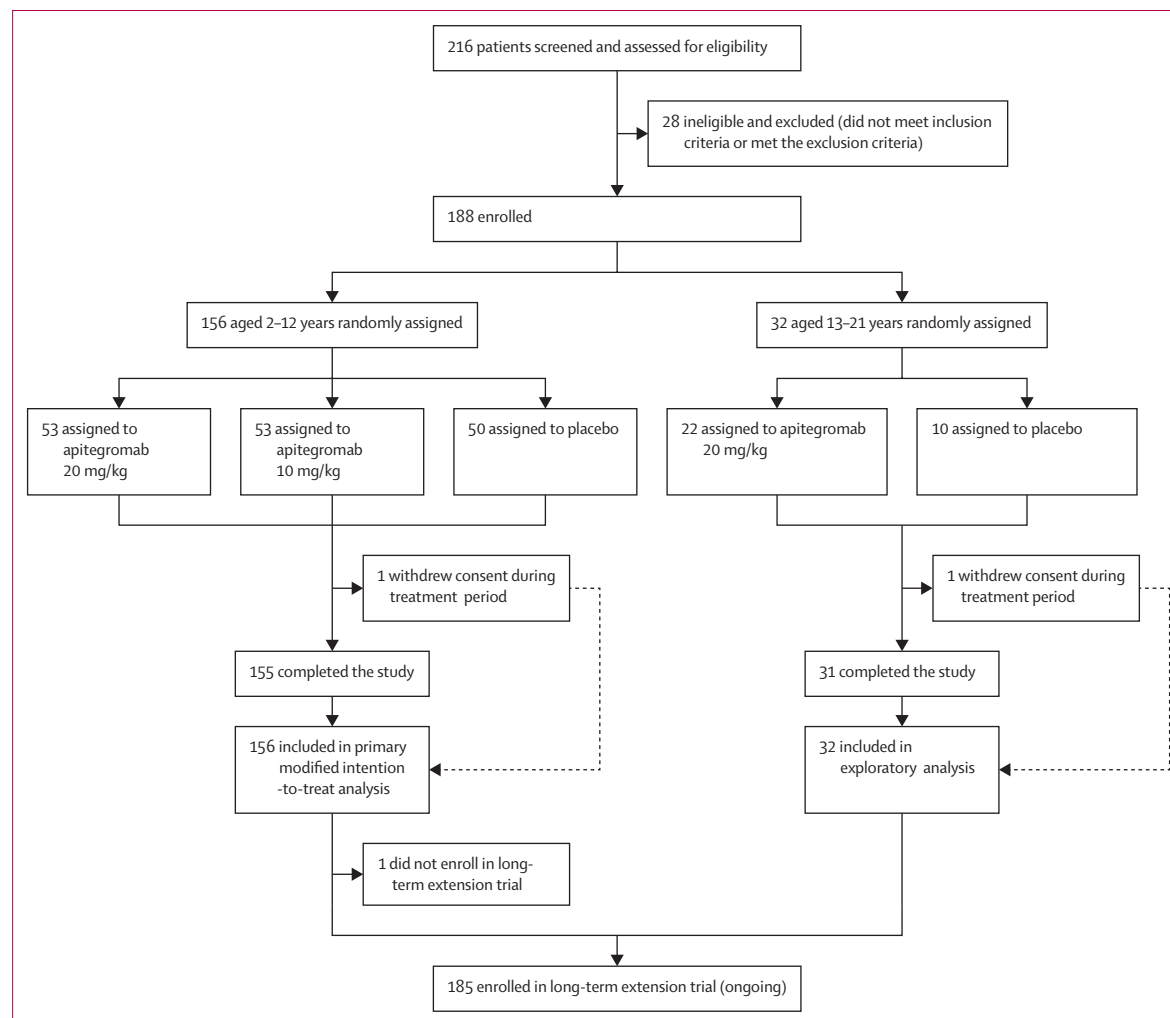 216 patients screened and assessed for eligibility
28 ineligible and excluded (did not meet inclusion
criteria or met the exclusion criteria)
188 enrolled
156 aged 2–12 years randomly assigned
32 aged 13–21 years randomly assigned
53 assigned to
apitegromab
20 mg/kg
53 assigned to
apitegromab
10 mg/kg
50 assigned to placebo
22 assigned to apitegromab
20 mg/kg
10 assigned to placebo
1 withdrew consent during
treatment period
1 withdrew consent during
treatment period
155 completed the study
31 completed the study
156 included in primary
modified intention
-to-treat analysis
32 included in
exploratory analysis
1 did not enroll in long-
term extension trial
185 enrolled in long-term extension trial (ongoing)